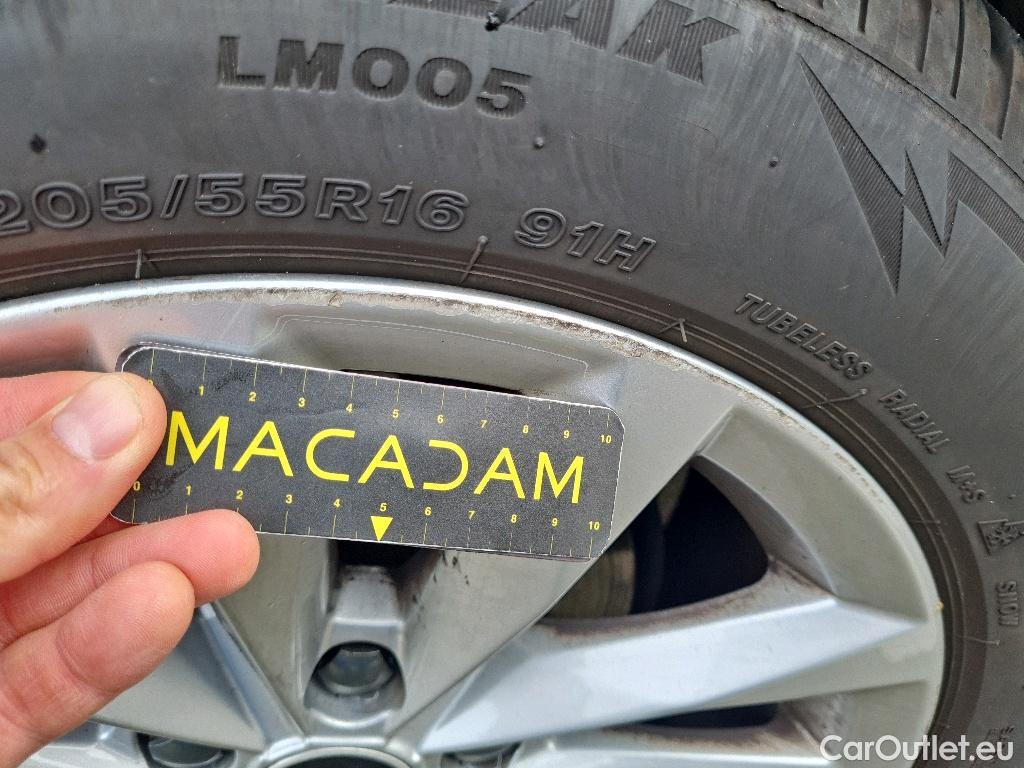 LM005
205/55R16 91H
TUBELESS RADIAL M+S
SNOW
0 1 2 3 4 5 6 7 8 9 10
MACADAM
0 1 2 3 4 5 6 7 8 9 10
CarOutlet.eu